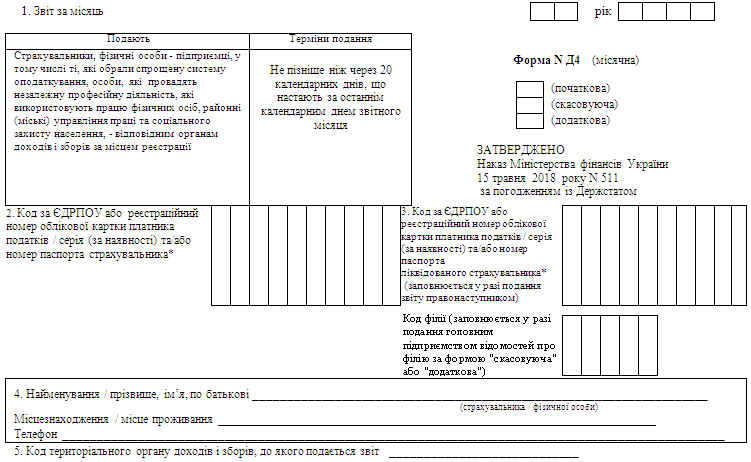 1. Звіт за місяць
рік
Подають
Терміни подання
Страхувальники, фізичні особи - підприємці, у
тому числі ті, які обрали спрощену систему
оподаткування, особи, які провадять
незалежну професійну діяльність, які
використовують працю фізичних осіб, районні
(міські) управління праці та соціального
захисту населення, - відповідним органам
доходів і зборів за місцем реєстрації
Не пізніше ніж через 20
календарних днів, що
настають за останнім
календарним днем звітного
місяця
Форма N Д4 (місячна)
(початкова)
(скасовуюча)
(додаткова)
ЗАТВЕРДЖЕНО
Наказ Міністерства фінансів України
15 травня 2018 року N 511
за погодженням із Держстатом
2. Код за ЄДРПОУ або реєстраційний
номер облікової картки платника
податків / серія (за наявності) та/або
номер паспорта страхувальника*
3. Код за ЄДРПОУ або
реєстраційний номер облікової
картки платника податків / серія
(за наявності) та/або номер
паспорта
ліквідованого страхувальника*
(заповнюється у разі подання
звіту правонаступником)
Код філії (заповнюється у разі
подання головним
підприємством відомостей про
філію за формою "скасовуюча"
або "додаткова")
4. Найменування / прізвище, ім’я, по батькові
(страхувальника / фізичної особи)
Місцезнаходження / місце проживання
Телефон
5. Код територіального органу доходів і зборів, до якого подається звіт